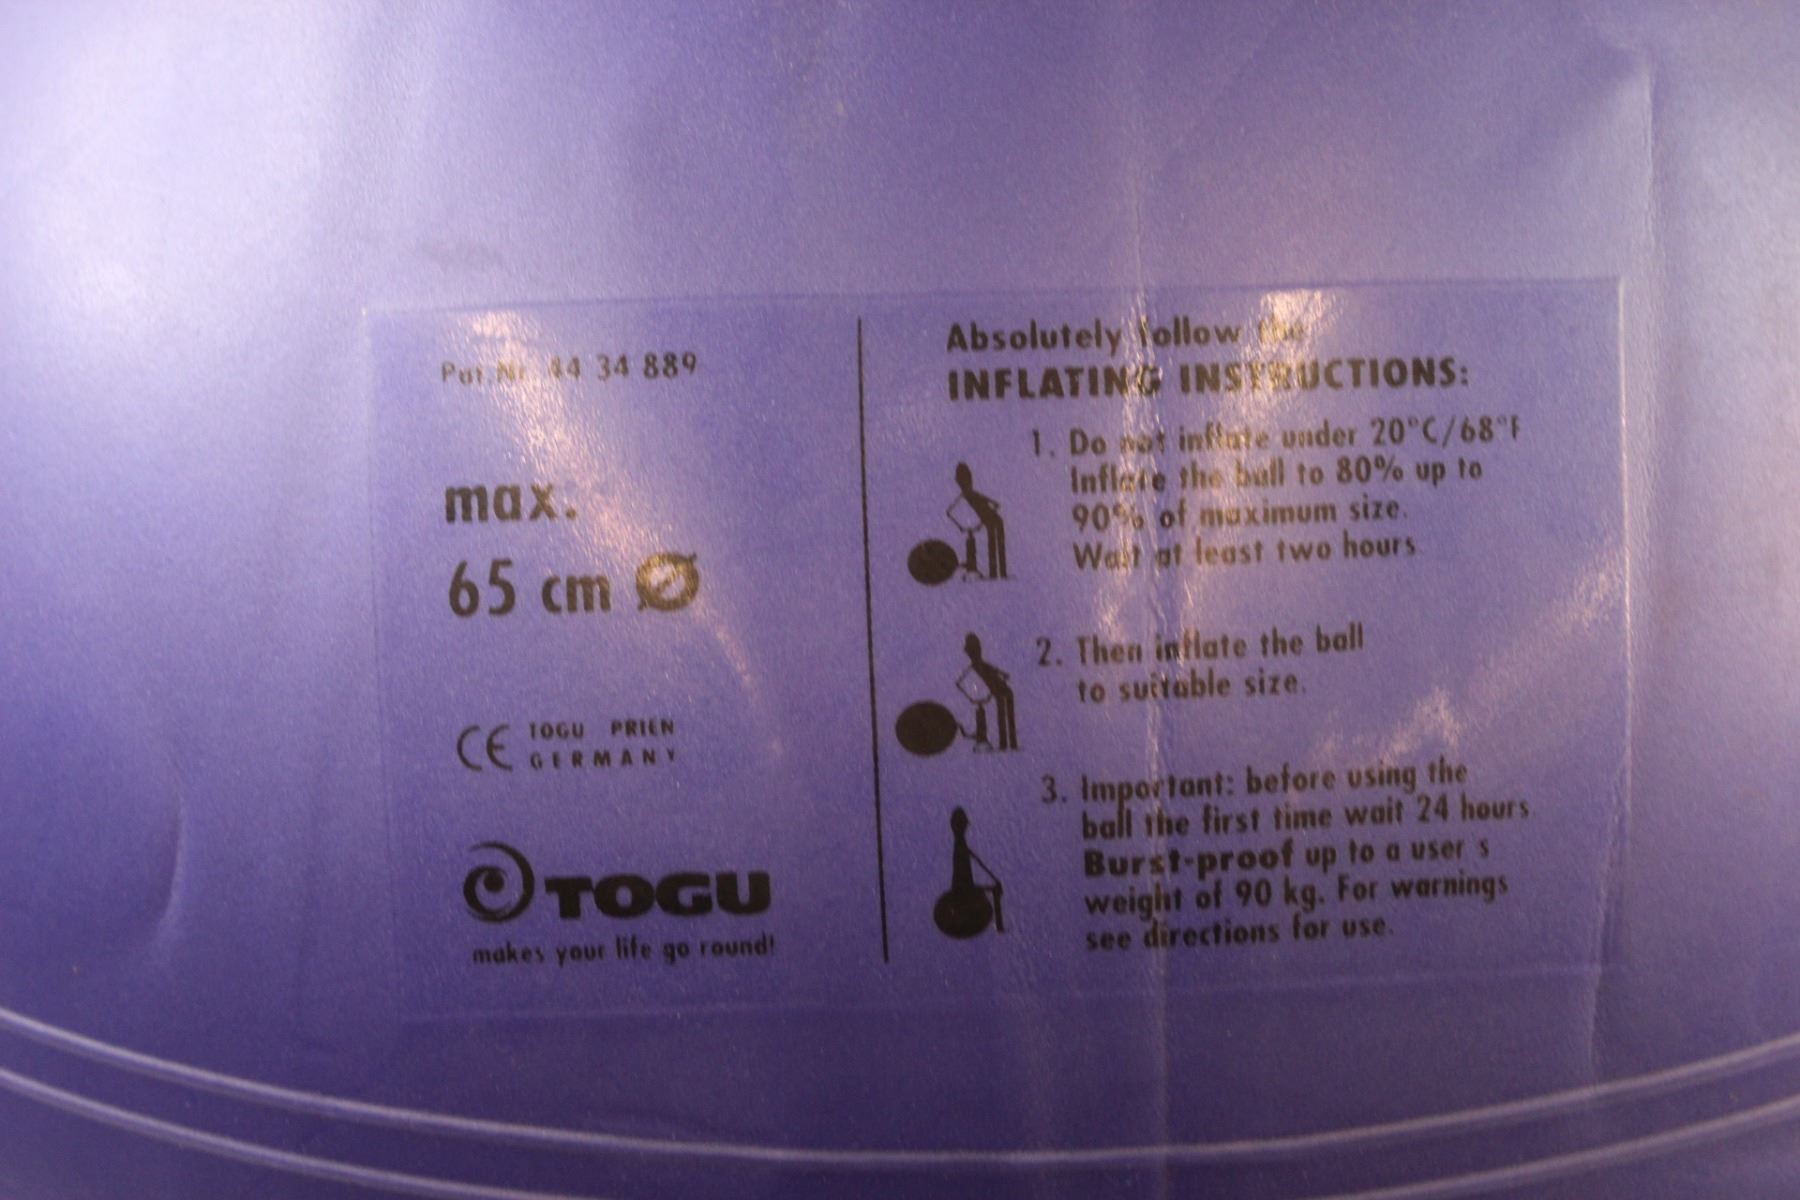 Pat.Nr. 44 34 889
max.
65 cm Ø
CE TOGU PRIEN
GERMANY
TOGU
makes your life go round!
Absolutely follow the
INFLATING INSTRUCTIONS:
1. Do not inflate under 20°C/68°F
Inflate the ball to 80% up to
90% of maximum size.
Wait at least two hours
2. Then inflate the ball
to suitable size.
3. Important: before using the
ball the first time wait 24 hours
Burst-proof up to a user s
weight of 90 kg. For warnings
see directions for use.